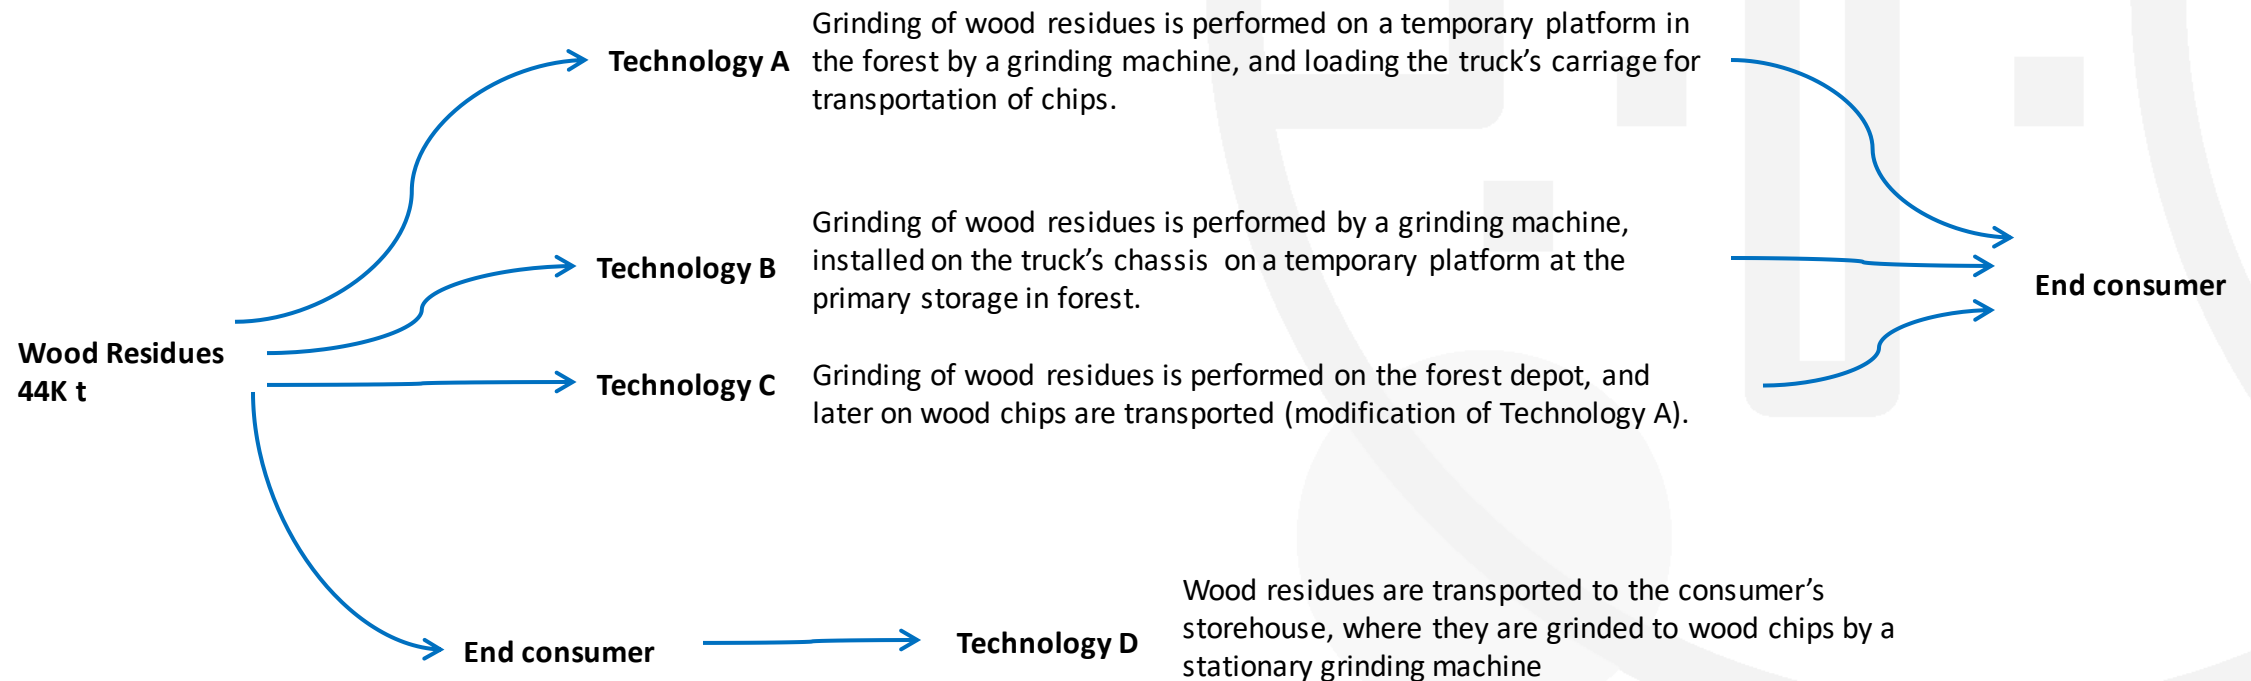 Technology A
Grinding of wood residues is performed on a temporary platform in
the forest by a grinding machine, and loading the truck’s carriage for
transportation of chips.
Technology B
Grinding of wood residues is performed by a grinding machine,
installed on the truck’s chassis on a temporary platform at the
primary storage in forest.
End consumer
Wood Residues
44K t
Technology C
Grinding of wood residues is performed on the forest depot, and
later on wood chips are transported (modification of Technology A).
End consumer
Technology D
Wood residues are transported to the consumer’s
storehouse, where they are grinded to wood chips by a
stationary grinding machine